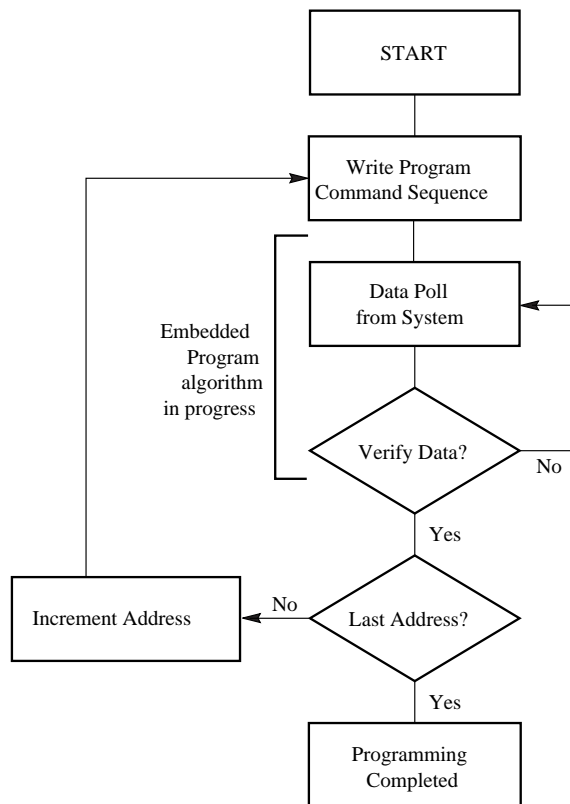 START
Write Program
Command Sequence
Data Poll
from System
Embedded
Program
algorithm
in progress
Verify Data?
No
Yes
Increment Address
No
Last Address?
Yes
Programming
Completed